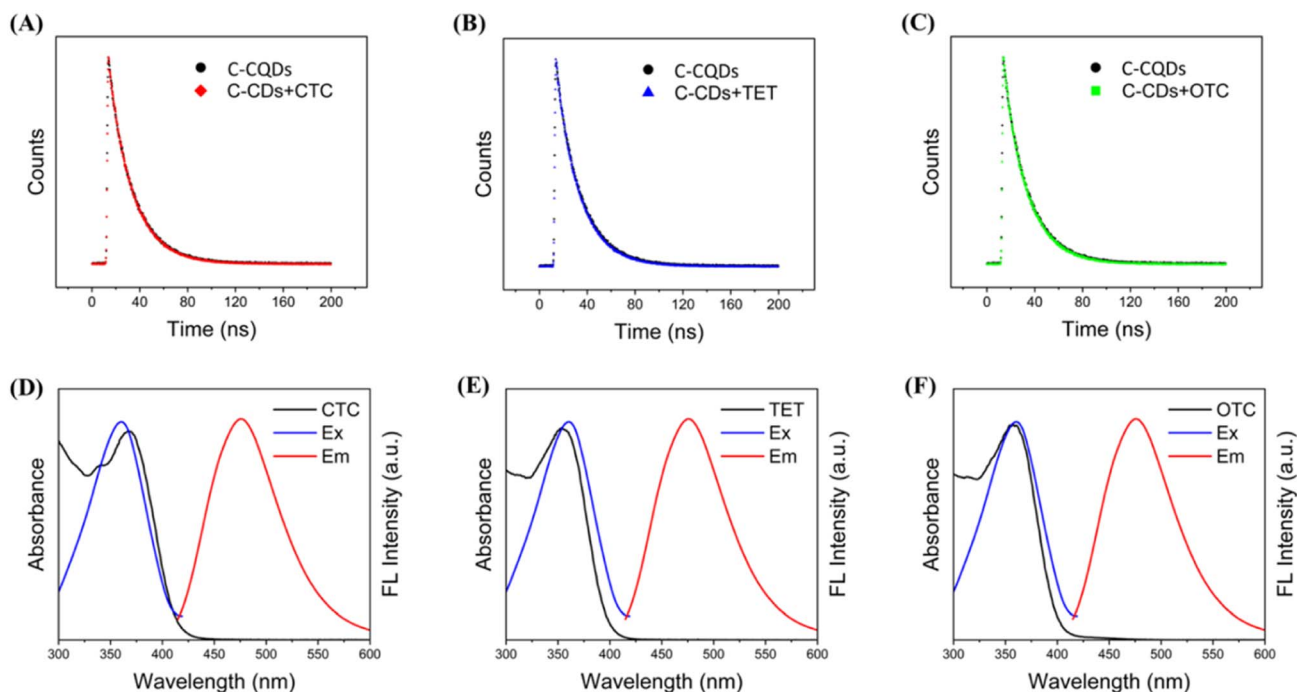 (A)
C-CQDs
C-CDs+CTC
Counts
0 40 80 120 160 200
Time (ns)
(B)
C-CQDs
C-CDs+TET
Counts
0 40 80 120 160 200
Time (ns)
(C)
C-CQDs
C-CDs+OTC
Counts
0 40 80 120 160 200
Time (ns)
(D)
CTC
Ex
Em
Absorbance
FL Intensity (a.u.)
300 350 400 450 500 550 600
Wavelength (nm)
(E)
TET
Ex
Em
Absorbance
FL Intensity (a.u.)
300 350 400 450 500 550 600
Wavelength (nm)
(F)
OTC
Ex
Em
Absorbance
FL Intensity (a.u.)
300 350 400 450 500 550 600
Wavelength (nm)